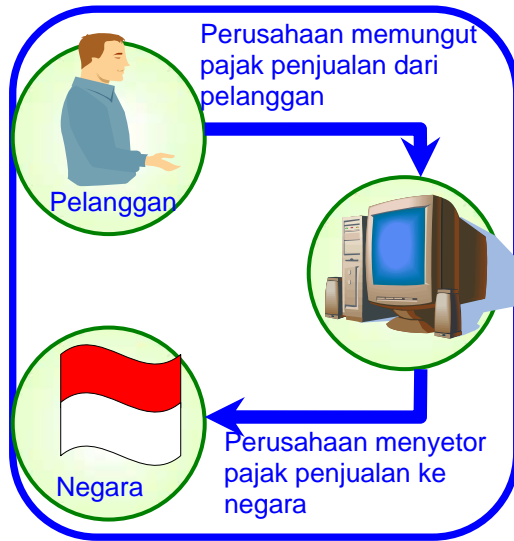 Perusahaan memungut
pajak penjualan dari
pelanggan
Pelanggan
Perusahaan menyetor
pajak penjualan ke
negara
Negara